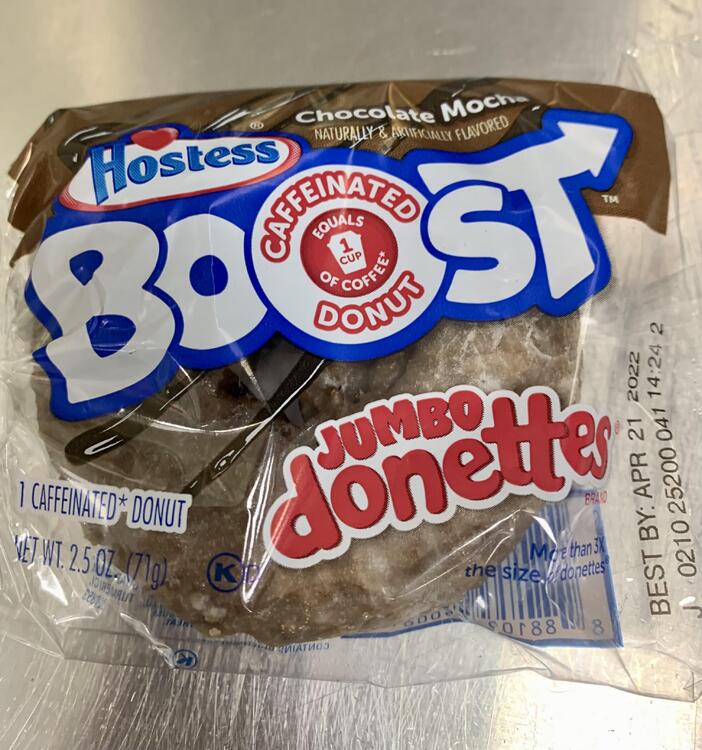 Chocolate Mocha
NATURALLY & ARTIFICIALLY FLAVORED
Hostess®
BOOST™
CAFFEINATED
EQUALS
1
CUP
OF COFFEE*
DONUT
JUMBO
donettes®
BRAND
1 CAFFEINATED* DONUT
NET WT. 2.5 OZ. (71g)
K D
More than 3X
the size of donettes®
BEST BY: APR 21 2022
J 0210 25200 041 14:24 2
CONTAINS
K